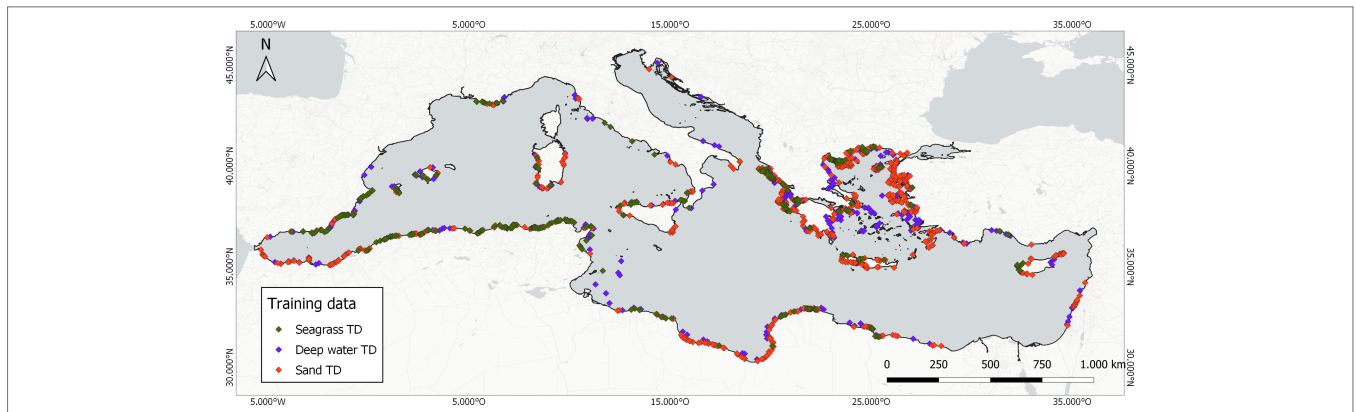 5.000°W 5.000°O 15.000°O 25.000°O 35.000°O
N
45.000°N 45.000°N
40.000°N 40.000°N
35.000°N 35.000°N
30.000°N 30.000°N
Training data
Seagrass TD
Deep water TD
Sand TD
0 250 500 750 1.000 km
5.000°W 5.000°O 15.000°O 25.000°O 35.000°O